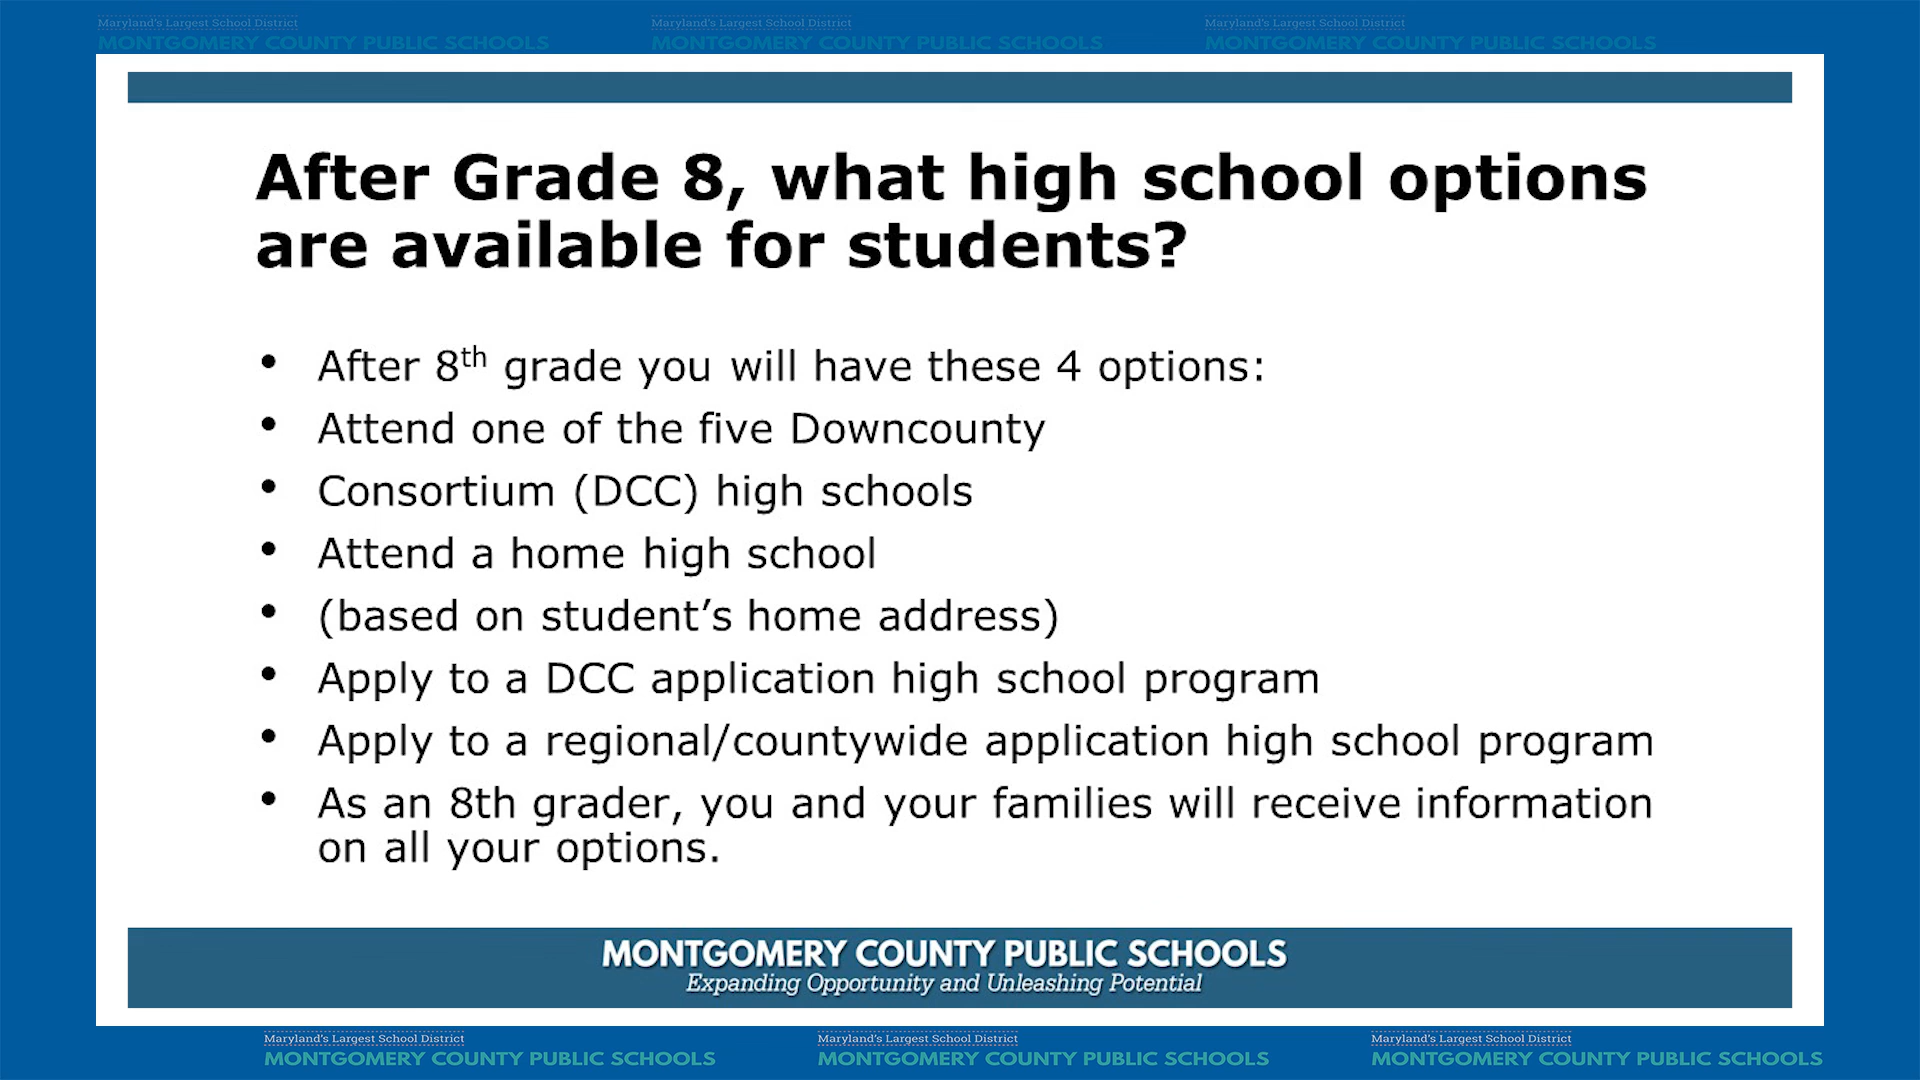 Maryland's Largest School District Maryland's Largest School District Maryland's Largest School District
MONTGOMERY COUNTY PUBLIC SCHOOLS MONTGOMERY COUNTY PUBLIC SCHOOLS MONTGOMERY COUNTY PUBLIC SCHOOLS
After Grade 8, what high school options
are available for students?
• After 8th grade you will have these 4 options:
• Attend one of the five Downcounty
• Consortium (DCC) high schools
• Attend a home high school
• (based on student’s home address)
• Apply to a DCC application high school program
• Apply to a regional/countywide application high school program
• As an 8th grader, you and your families will receive information
on all your options.
MONTGOMERY COUNTY PUBLIC SCHOOLS
Expanding Opportunity and Unleashing Potential
Maryland's Largest School District Maryland's Largest School District Maryland's Largest School District
MONTGOMERY COUNTY PUBLIC SCHOOLS MONTGOMERY COUNTY PUBLIC SCHOOLS MONTGOMERY COUNTY PUBLIC SCHOOLS